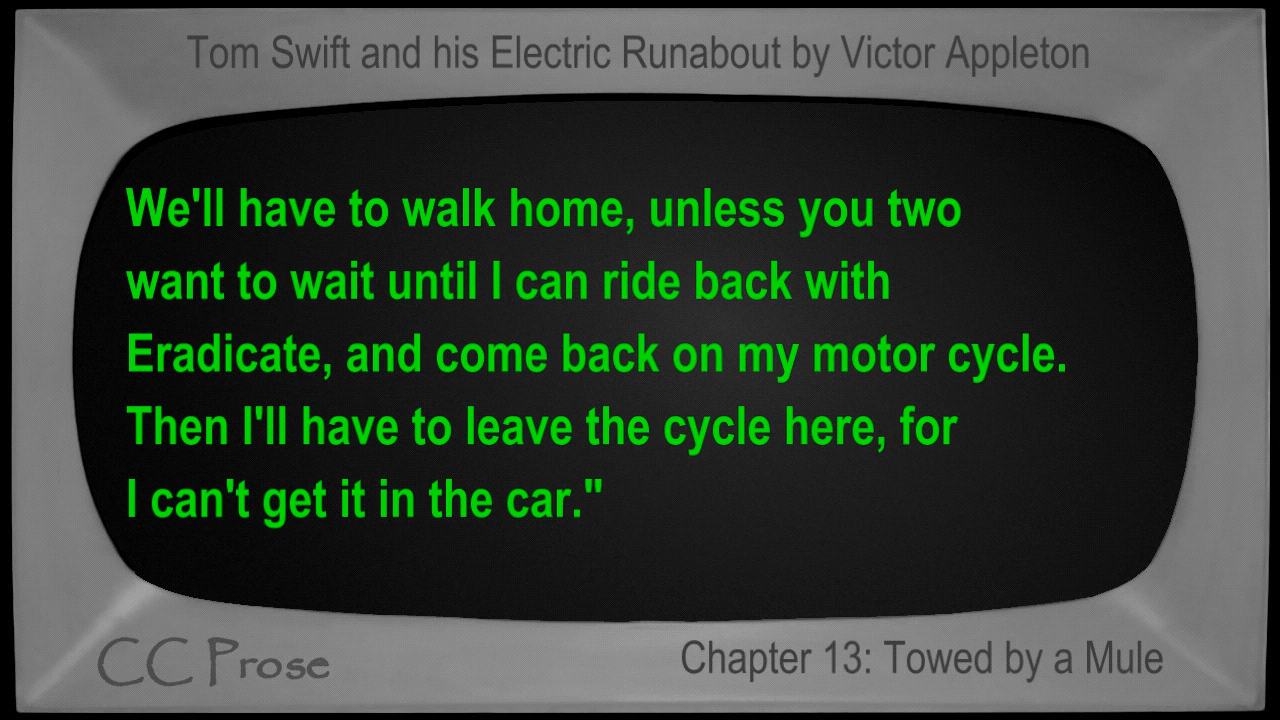 Tom Swift and his Electric Runabout by Victor Appleton
We'll have to walk home, unless you two
want to wait until I can ride back with
Eradicate, and come back on my motor cycle.
Then I'll have to leave the cycle here, for
I can't get it in the car."
CC Prose
Chapter 13: Towed by a Mule